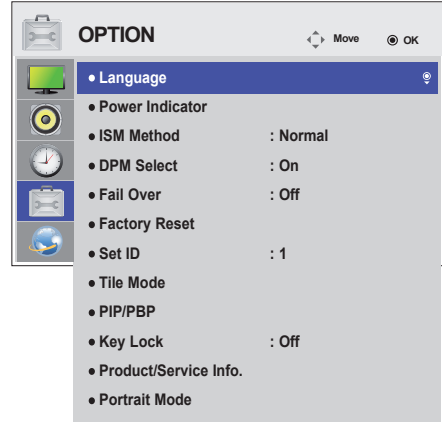 OPTION Move OK
• Language
• Power Indicator
• ISM Method : Normal
• DPM Select : On
• Fail Over : Off
• Factory Reset
• Set ID : 1
• Tile Mode
• PIP/PBP
• Key Lock : Off
• Product/Service Info.
• Portrait Mode